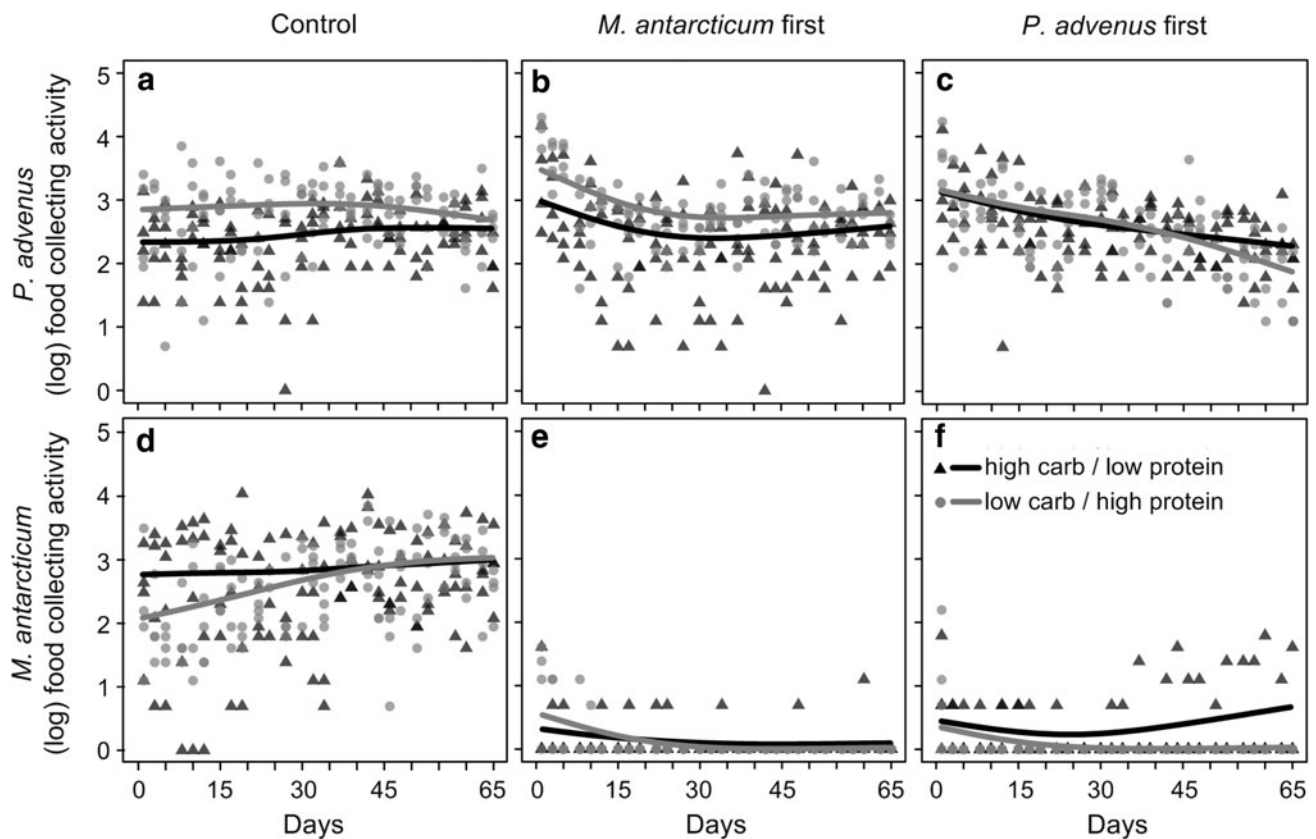 Control
M. antarcticum first
P. advenus first
P. advenus
(log) food collecting activity
a
b
c
5
4
3
2
1
0
M. antarcticum
(log) food collecting activity
d
e
f
high carb / low protein
low carb / high protein
5
4
3
2
1
0
0 15 30 45 65
0 15 30 45 65
0 15 30 45 65
Days
Days
Days